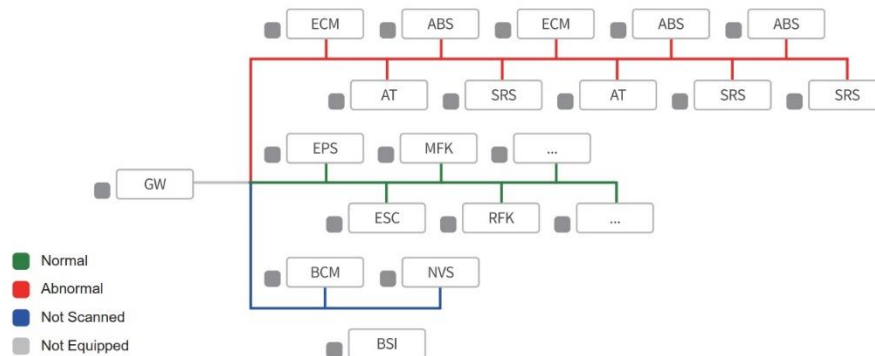 ECM ABS ECM ABS ABS
AT SRS AT SRS SRS
EPS MFK ...
GW
ESC RFK ...
Normal
BCM NVS
Abnormal
Not Scanned
Not Equipped
BSI